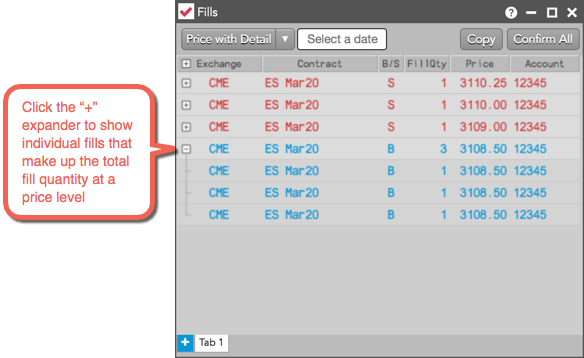 Fills
Price with Detail Select a date Copy Confirm All
Exchange Contract B/S FillQty Price Account
CME ES Mar20 S 1 3110.25 12345
CME ES Mar20 S 1 3110.00 12345
CME ES Mar20 S 1 3109.00 12345
CME ES Mar20 B 3 3108.50 12345
CME ES Mar20 B 1 3108.50 12345
CME ES Mar20 B 1 3108.50 12345
CME ES Mar20 B 1 3108.50 12345
Click the “+”
expander to show
individual fills that
make up the total
fill quantity at a
price level
+ Tab 1